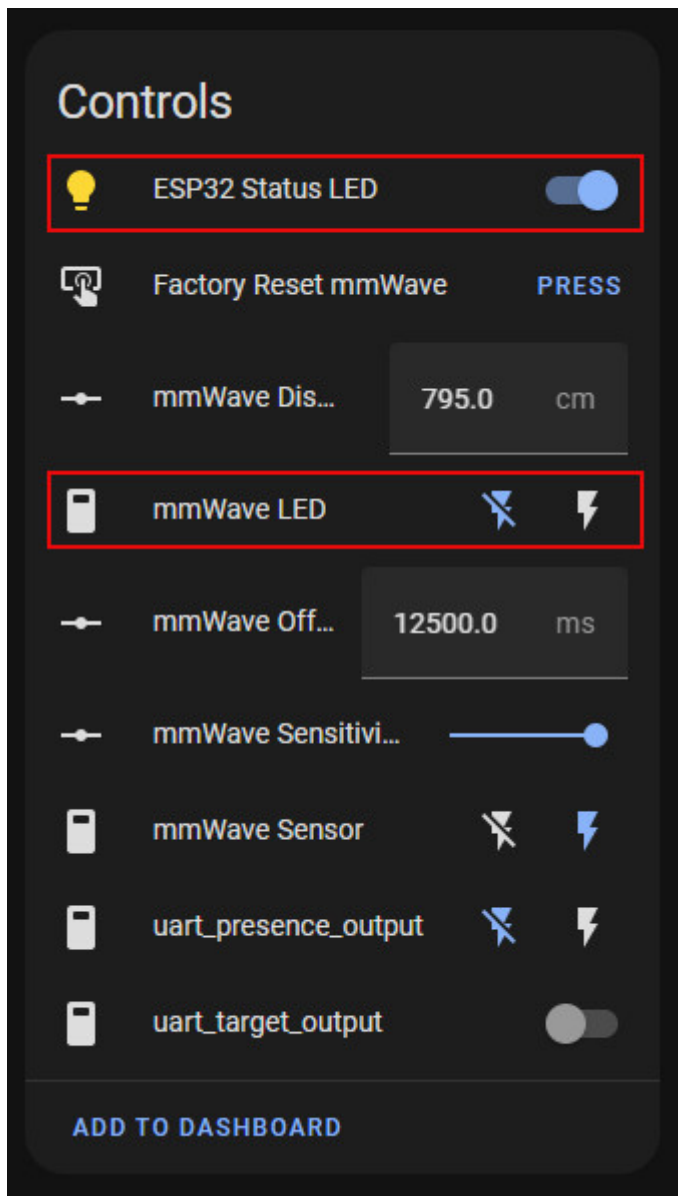 Controls
ESP32 Status LED
Factory Reset mmWave PRESS
mmWave Dis... 795.0 cm
mmWave LED
mmWave Off... 12500.0 ms
mmWave Sensitivi...
mmWave Sensor
uart_presence_output
uart_target_output
ADD TO DASHBOARD